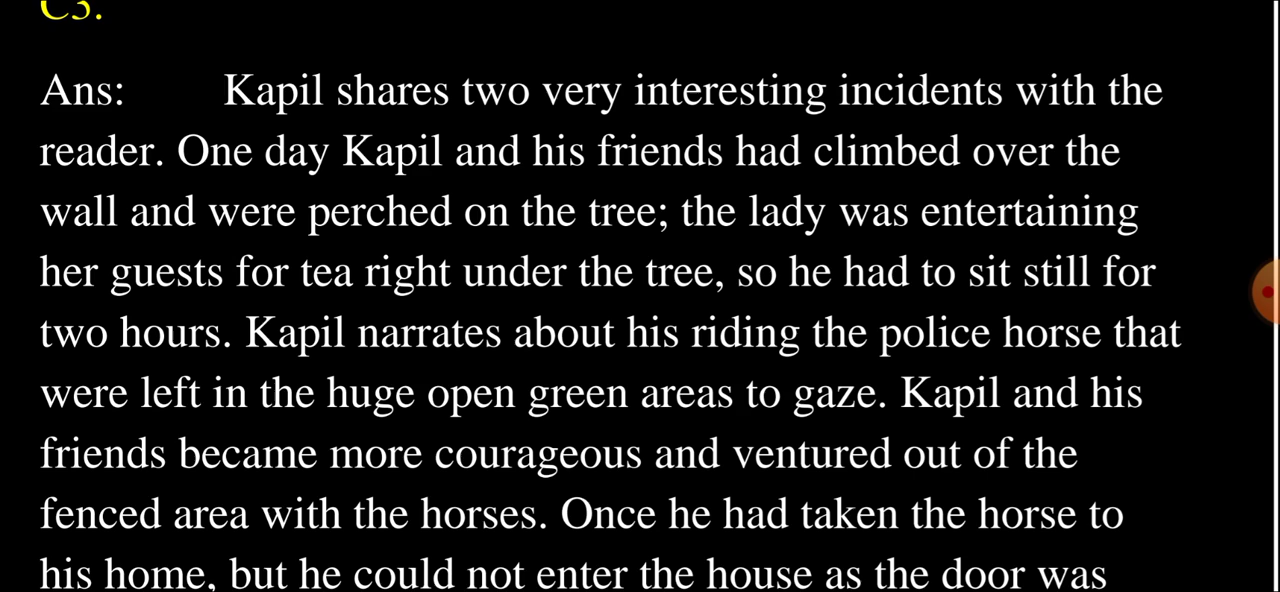 C3.
Ans: Kapil shares two very interesting incidents with the
reader. One day Kapil and his friends had climbed over the
wall and were perched on the tree; the lady was entertaining
her guests for tea right under the tree, so he had to sit still for
two hours. Kapil narrates about his riding the police horse that
were left in the huge open green areas to gaze. Kapil and his
friends became more courageous and ventured out of the
fenced area with the horses. Once he had taken the horse to
his home, but he could not enter the house as the door was